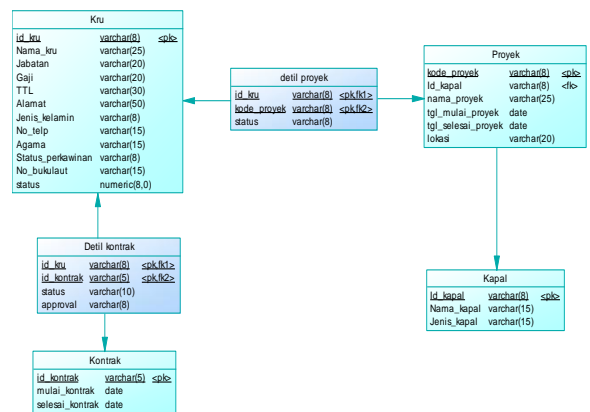 Kru
id_kru varchar(8) <pk>
Nama_kru varchar(25)
Jabatan varchar(20)
Gaji varchar(20)
TTL varchar(30)
Alamat varchar(50)
Jenis_kelamin varchar(8)
No_telp varchar(15)
Agama varchar(15)
Status_perkawinan varchar(8)
No_bukulaut varchar(15)
status numeric(8,0)
detil proyek
id_kru varchar(8) <pk,fk1>
kode_proyek varchar(8) <pk,fk2>
status varchar(8)
Proyek
kode_proyek varchar(8) <pk>
Id_kapal varchar(8) <fk>
nama_proyek varchar(25)
tgl_mulai_proyek date
tgl_selesai_proyek date
lokasi varchar(20)
Detil kontrak
id_kru varchar(8) <pk,fk1>
id_kontrak varchar(5) <pk,fk2>
status varchar(10)
approval varchar(8)
Kapal
Id_kapal varchar(8) <pk>
Nama_kapal varchar(15)
Jenis_kapal varchar(15)
Kontrak
id_kontrak varchar(5) <pk>
mulai_kontrak date
selesai_kontrak date